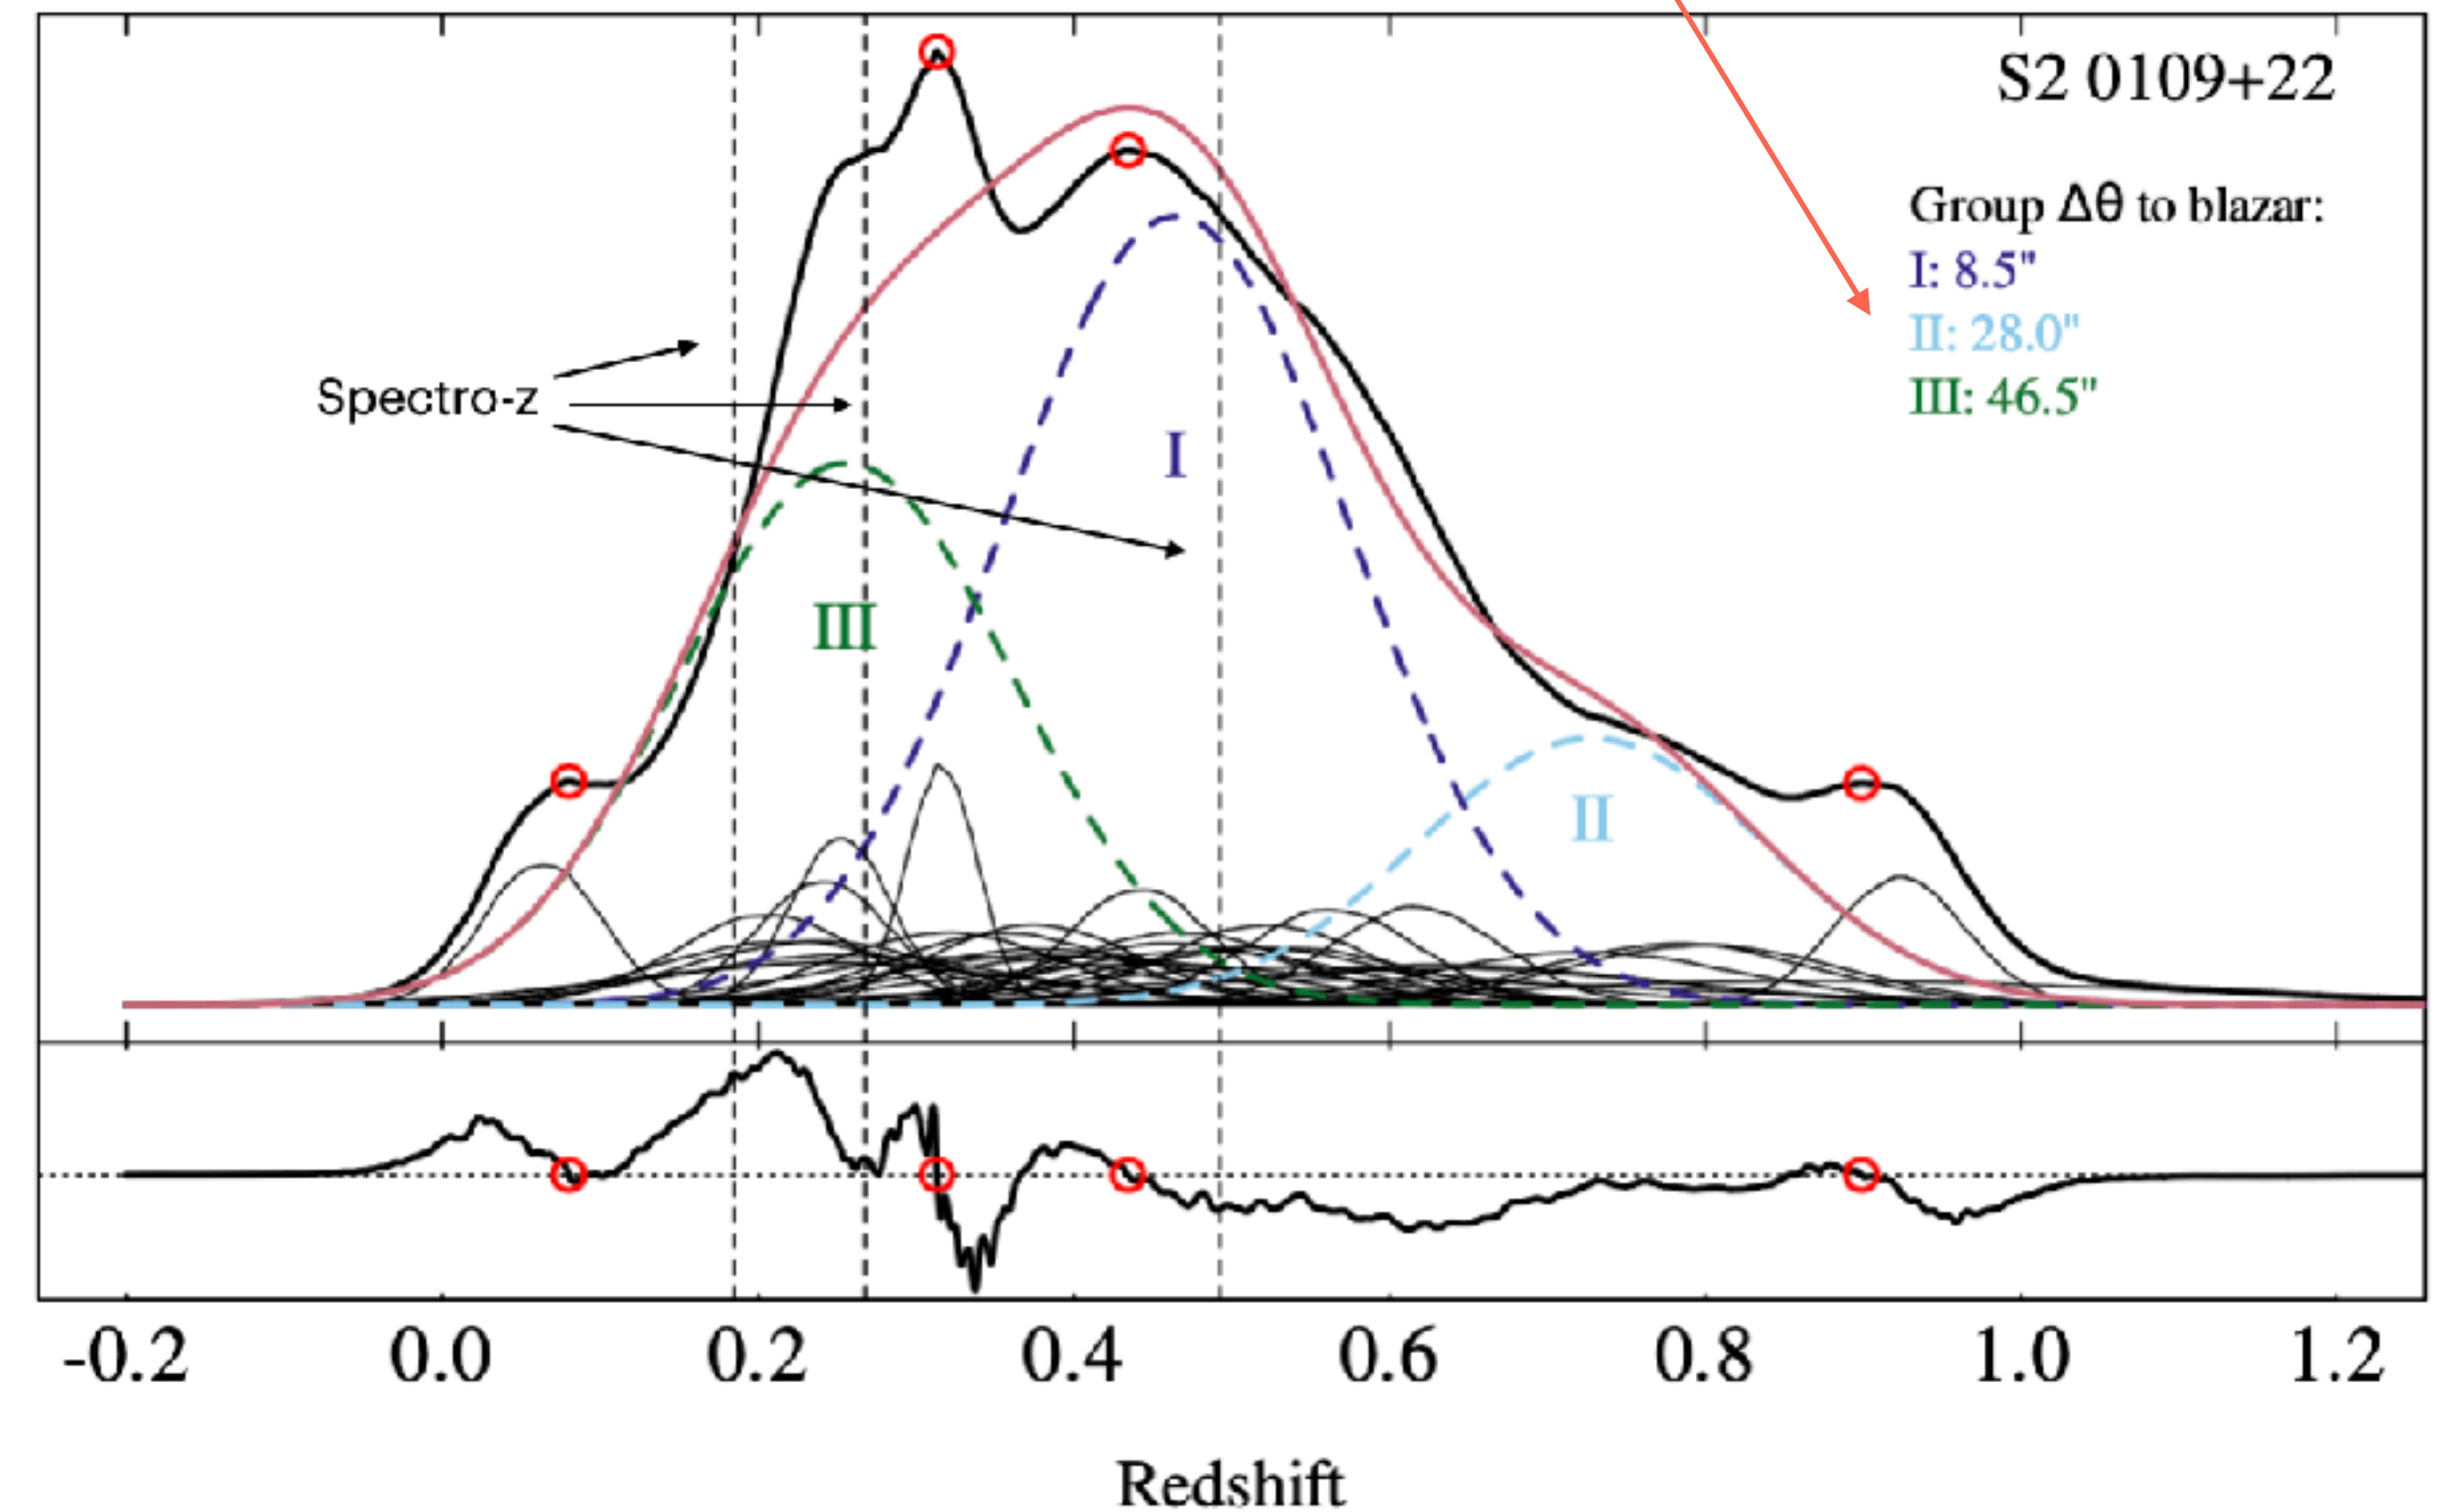 S2 0109+22
Group Δθ to blazar:
I: 8.5"
II: 28.0"
III: 46.5"
Spectro-z
I
III
II
-0.2 0.0 0.2 0.4 0.6 0.8 1.0 1.2
Redshift